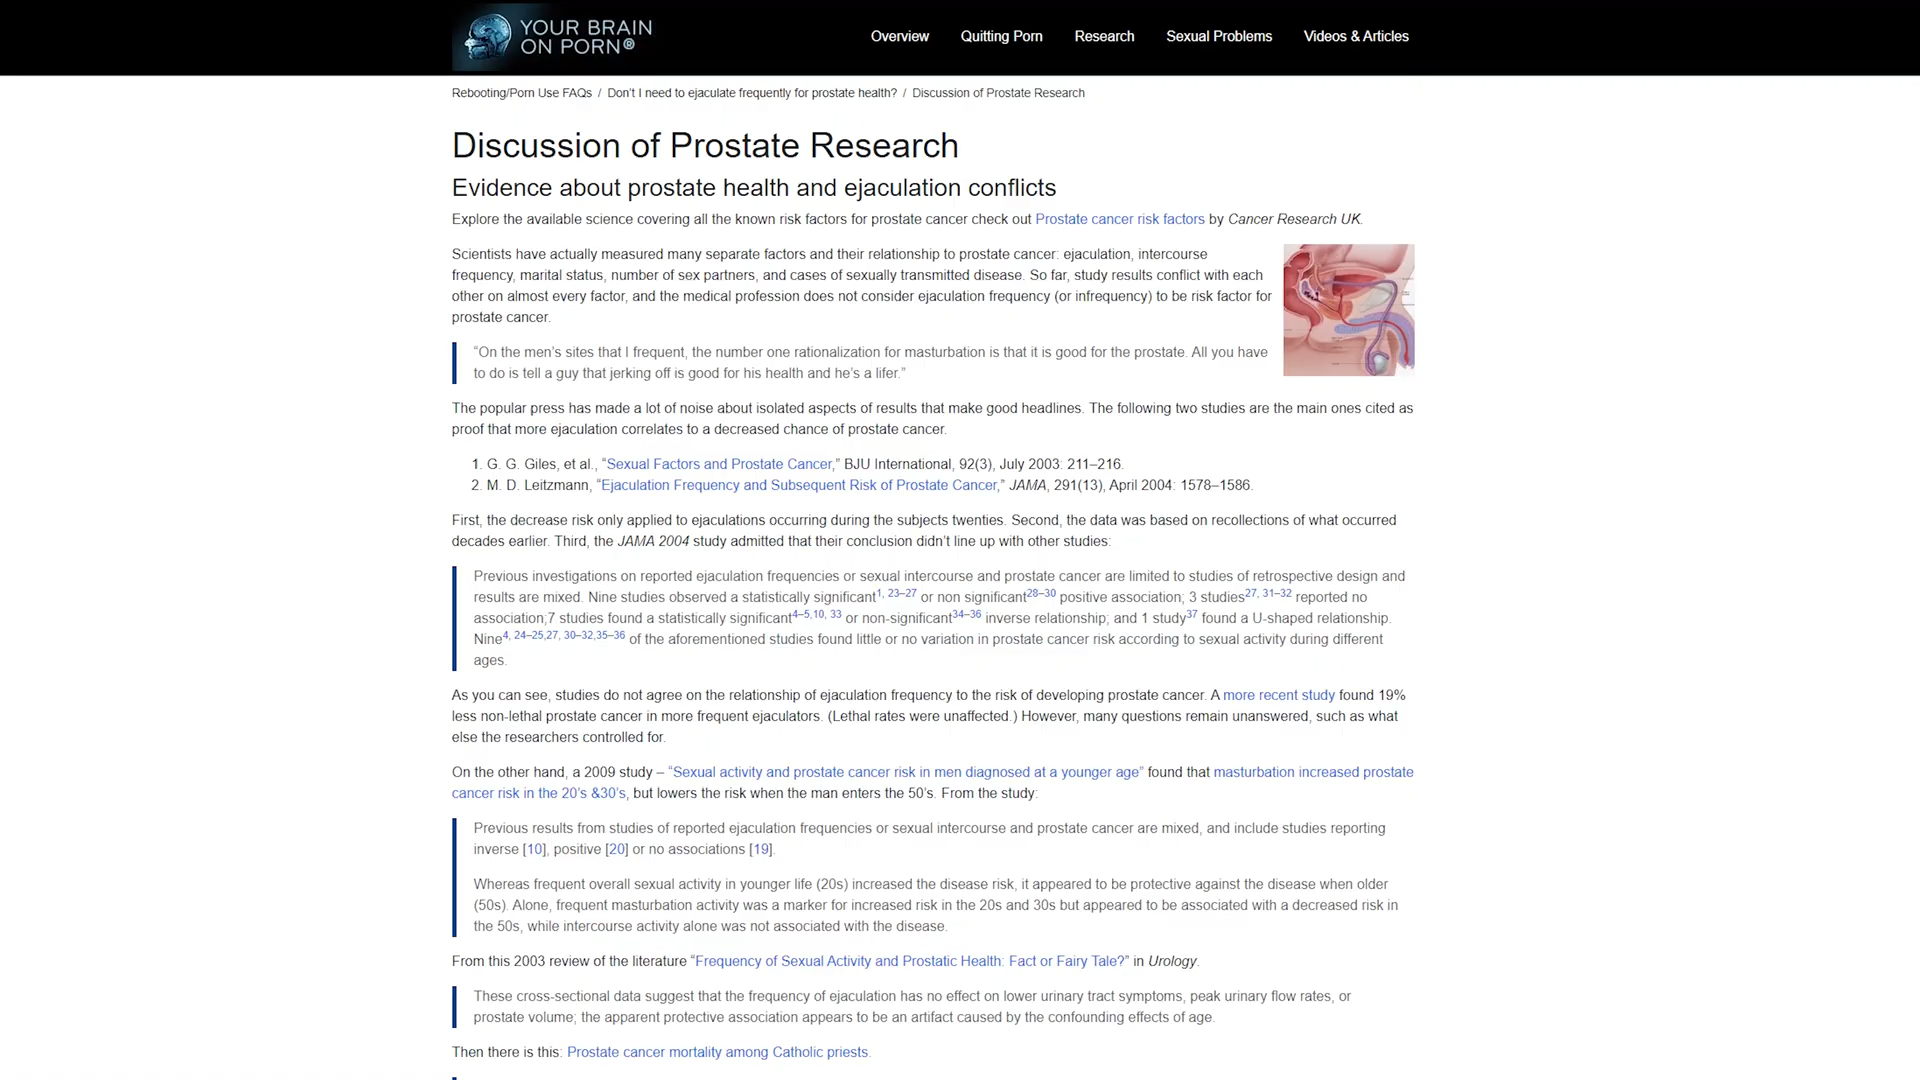 YOUR BRAIN
ON PORN®
Overview
Quitting Porn
Research
Sexual Problems
Videos & Articles
Rebooting/Porn Use FAQs / Don't I need to ejaculate frequently for prostate health? / Discussion of Prostate Research
Discussion of Prostate Research
Evidence about prostate health and ejaculation conflicts
Explore the available science covering all the known risk factors for prostate cancer check out Prostate cancer risk factors by Cancer Research UK.
Scientists have actually measured many separate factors and their relationship to prostate cancer: ejaculation, intercourse
frequency, marital status, number of sex partners, and cases of sexually transmitted disease. So far, study results conflict with each
other on almost every factor, and the medical profession does not consider ejaculation frequency (or infrequency) to be risk factor for
prostate cancer.
“On the men’s sites that I frequent, the number one rationalization for masturbation is that it is good for the prostate. All you have
to do is tell a guy that jerking off is good for his health and he’s a lifer.”
The popular press has made a lot of noise about isolated aspects of results that make good headlines. The following two studies are the main ones cited as
proof that more ejaculation correlates to a decreased chance of prostate cancer.
1. G. G. Giles, et al., “Sexual Factors and Prostate Cancer,” BJU International, 92(3), July 2003: 211–216.
2. M. D. Leitzmann, “Ejaculation Frequency and Subsequent Risk of Prostate Cancer,” JAMA, 291(13), April 2004: 1578–1586.
First, the decrease risk only applied to ejaculations occurring during the subjects twenties. Second, the data was based on recollections of what occurred
decades earlier. Third, the JAMA 2004 study admitted that their conclusion didn’t line up with other studies:
Previous investigations on reported ejaculation frequencies or sexual intercourse and prostate cancer are limited to studies of retrospective design and
results are mixed. Nine studies observed a statistically significant1, 23–27 or non significant28–30 positive association; 3 studies27, 31–32 reported no
association;7 studies found a statistically significant4–5,10, 33 or non-significant34–36 inverse relationship; and 1 study37 found a U-shaped relationship.
Nine4, 24–25,27, 30–32,35–36 of the aforementioned studies found little or no variation in prostate cancer risk according to sexual activity during different
ages.
As you can see, studies do not agree on the relationship of ejaculation frequency to the risk of developing prostate cancer. A more recent study found 19%
less non-lethal prostate cancer in more frequent ejaculators. (Lethal rates were unaffected.) However, many questions remain unanswered, such as what
else the researchers controlled for.
On the other hand, a 2009 study – “Sexual activity and prostate cancer risk in men diagnosed at a younger age” found that masturbation increased prostate
cancer risk in the 20’s &30’s, but lowers the risk when the man enters the 50’s. From the study:
Previous results from studies of reported ejaculation frequencies or sexual intercourse and prostate cancer are mixed, and include studies reporting
inverse [10], positive [20] or no associations [19].
Whereas frequent overall sexual activity in younger life (20s) increased the disease risk, it appeared to be protective against the disease when older
(50s). Alone, frequent masturbation activity was a marker for increased risk in the 20s and 30s but appeared to be associated with a decreased risk in
the 50s, while intercourse activity alone was not associated with the disease.
From this 2003 review of the literature “Frequency of Sexual Activity and Prostatic Health: Fact or Fairy Tale?” in Urology.
These cross-sectional data suggest that the frequency of ejaculation has no effect on lower urinary tract symptoms, peak urinary flow rates, or
prostate volume; the apparent protective association appears to be an artifact caused by the confounding effects of age.
Then there is this: Prostate cancer mortality among Catholic priests.